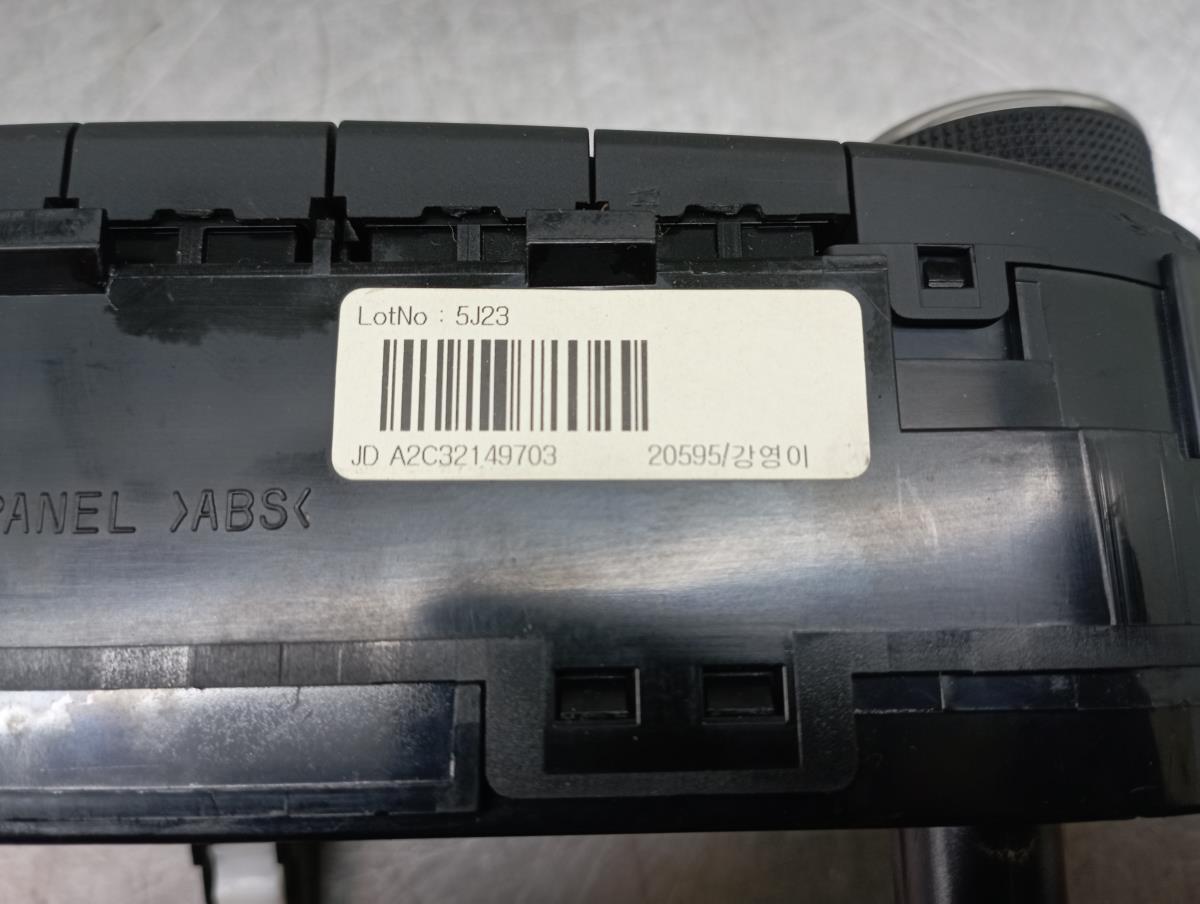 LotNo : 5J23
JD A2C32149703 20595/강영이
PANEL >ABS<